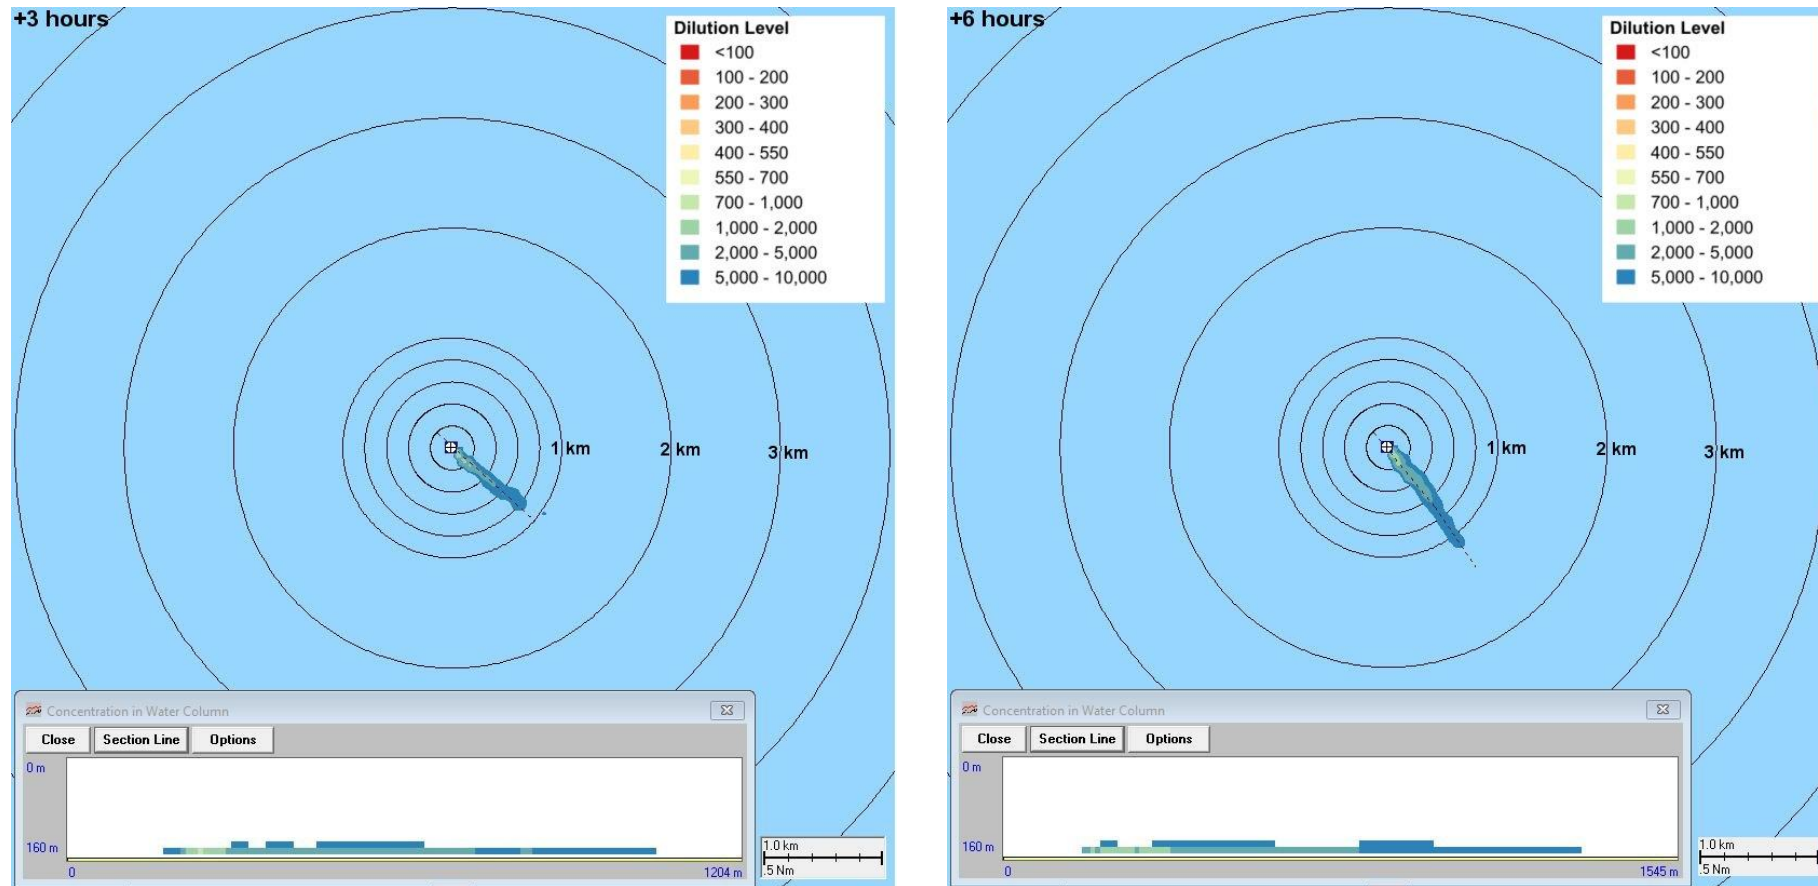 +3 hours
Dilution Level
<100
100 - 200
200 - 300
300 - 400
400 - 550
550 - 700
700 - 1,000
1,000 - 2,000
2,000 - 5,000
5,000 - 10,000
1 km
2 km
3 km
Concentration in Water Column
Close Section Line Options
0 m
160 m
0 1204 m
1.0 km
.5 Nm
+6 hours
Dilution Level
<100
100 - 200
200 - 300
300 - 400
400 - 550
550 - 700
700 - 1,000
1,000 - 2,000
2,000 - 5,000
5,000 - 10,000
1 km
2 km
3 km
Concentration in Water Column
Close Section Line Options
0 m
160 m
0 1545 m
1.0 km
.5 Nm